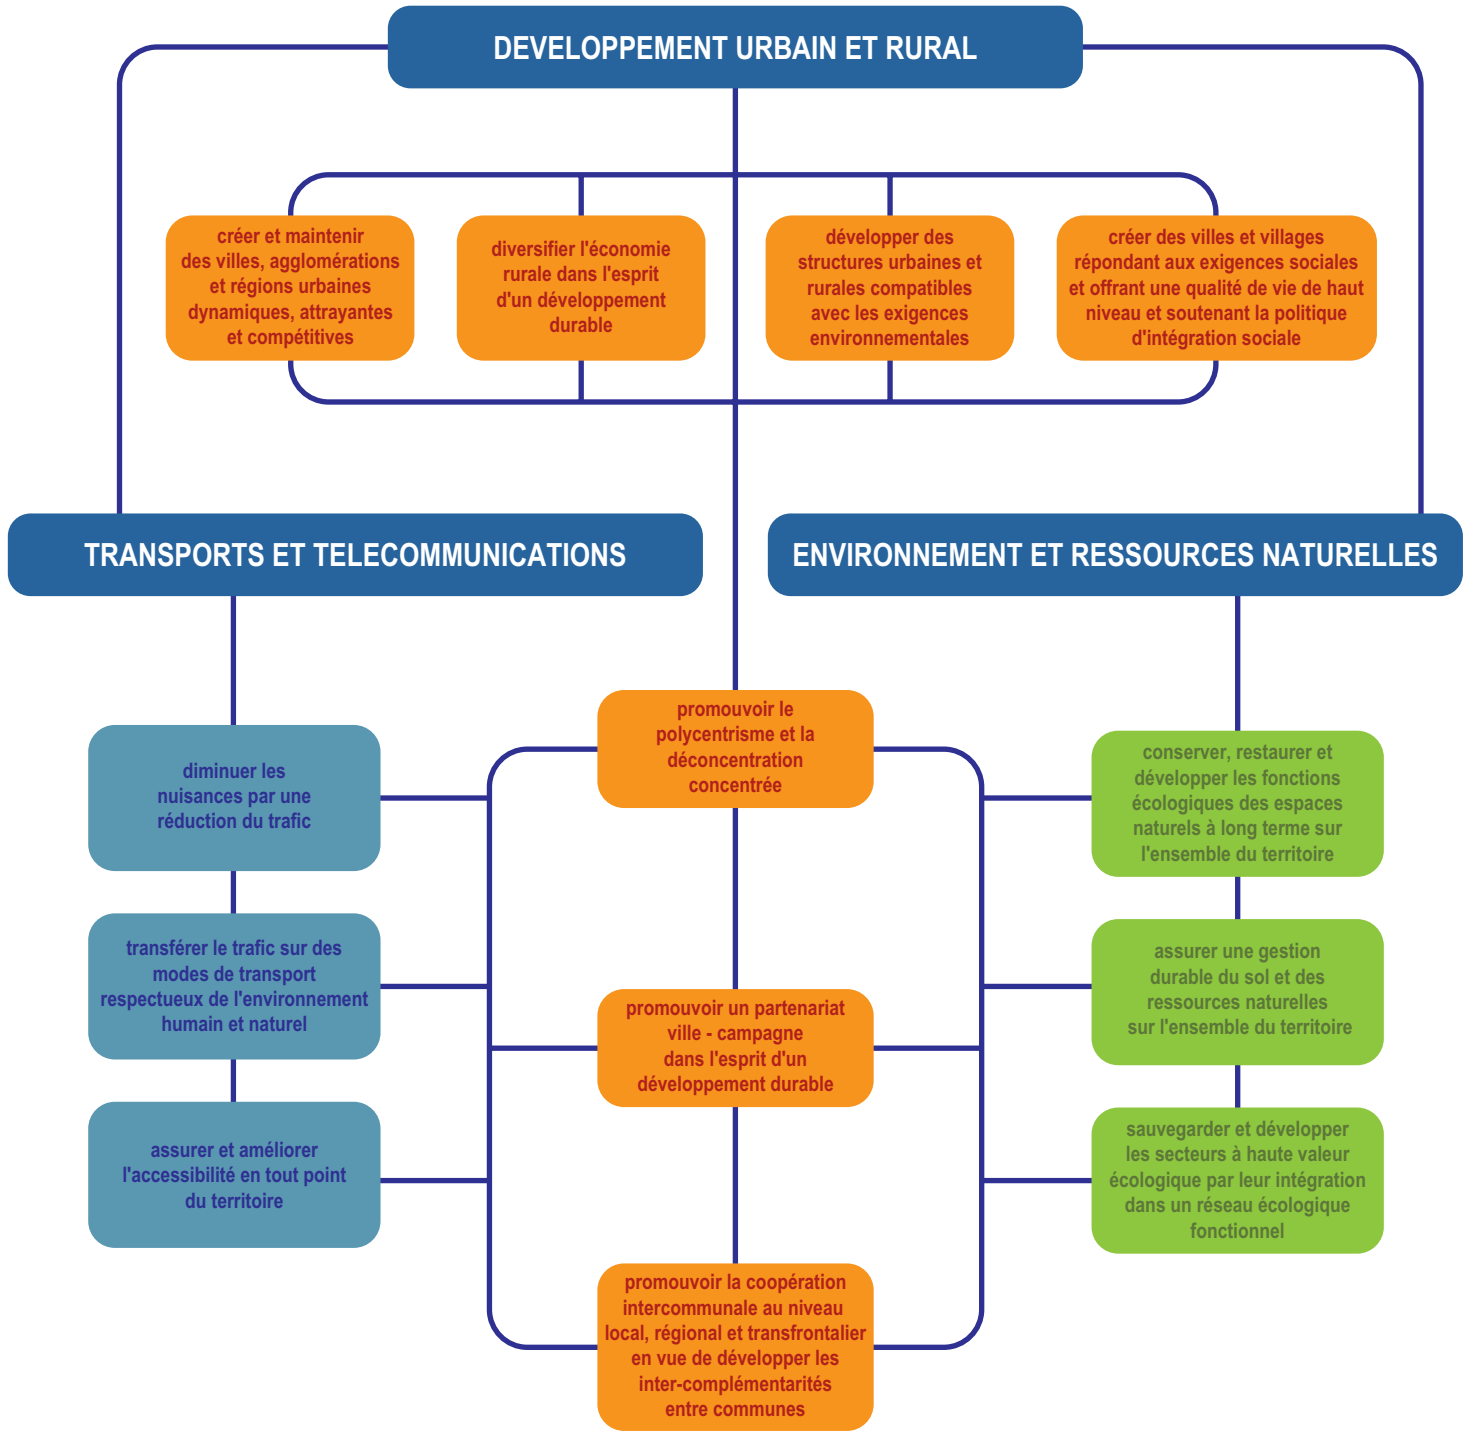 DEVELOPPEMENT URBAIN ET RURAL
créer et maintenir
des villes, agglomérations
et régions urbaines
dynamiques, attrayantes
et compétitives
diversifier l'économie
rurale dans l'esprit
d'un développement
durable
développer des
structures urbaines et
rurales compatibles
avec les exigences
environnementales
créer des villes et villages
répondant aux exigences sociales
et offrant une qualité de vie de haut
niveau et soutenant la politique
d'intégration sociale
TRANSPORTS ET TELECOMMUNICATIONS
ENVIRONNEMENT ET RESSOURCES NATURELLES
diminuer les
nuisances par une
réduction du trafic
transférer le trafic sur des
modes de transport
respectueux de l'environnement
humain et naturel
assurer et améliorer
l'accessibilité en tout point
du territoire
promouvoir le
polycentrisme et la
déconcentration
concentrée
promouvoir un partenariat
ville - campagne
dans l'esprit d'un
développement durable
promouvoir la coopération
intercommunale au niveau
local, régional et transfrontalier
en vue de développer les
inter-complémentarités
entre communes
conserver, restaurer et
développer les fonctions
écologiques des espaces
naturels à long terme sur
l'ensemble du territoire
assurer une gestion
durable du sol et des
ressources naturelles
sur l'ensemble du territoire
sauvegarder et développer
les secteurs à haute valeur
écologique par leur intégration
dans un réseau écologique
fonctionnel